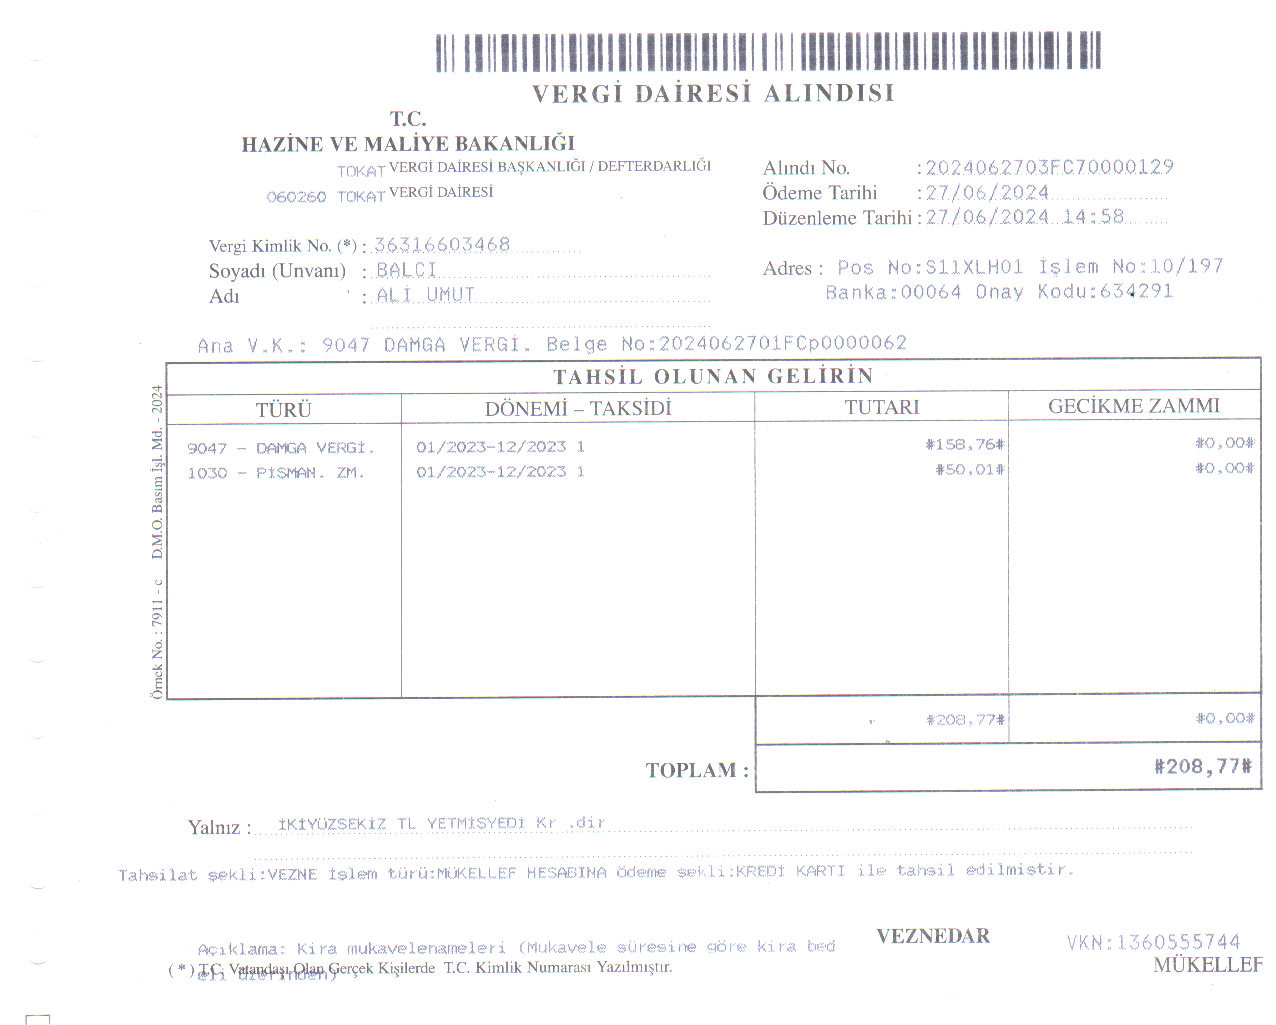 VERGİ DAİRESİ ALINDISI
T.C.
HAZİNE VE MALİYE BAKANLIĞI
TOKAT VERGİ DAİRESİ BAŞKANLIĞI / DEFTERDARLIĞI
060260 TOKAT VERGİ DAİRESİ
Alındı No. :2024062703FC70000129
Ödeme Tarihi :27/06/2024
Düzenleme Tarihi :27/06/2024 14:58
Vergi Kimlik No. (*) : 36316603468
Soyadı (Unvanı) : BALCI
Adı : ALİ UMUT
Adres : Pos No:S11XLH01 İşlem No:10/197
Banka:00064 Onay Kodu:634291
Ana V.K.: 9047 DAMGA VERGİ. Belge No:2024062701FCp0000062
TAHSİL OLUNAN GELİRİN
TÜRÜ DÖNEMİ – TAKSİDİ TUTARI GECİKME ZAMMI
9047 - DAMGA VERGİ. 01/2023-12/2023 1 #158,76# #0,00#
1030 - PİŞMAN. ZM. 01/2023-12/2023 1 #50,01# #0,00#
#208,77# #0,00#
TOPLAM : #208,77#
Örnek No. : 7911 - c D.M.O. Basım İşl. Md. - 2024
Yalnız : İKİYÜZSEKİZ TL YETMİŞYEDİ Kr .dir
Tahsilat şekli:VEZNE İşlem türü:MÜKELLEF HESABINA ödeme şekli:KREDİ KARTI ile tahsil edilmiştir.
Açıklama: Kira mukavelenameleri (Mukavele süresine göre kira bed
eli üzerinden)
VEZNEDAR
VKN:1360555744
MÜKELLEF
( * ) T.C. Vatandaşı Olan Gerçek Kişilerde T.C. Kimlik Numarası Yazılmıştır.